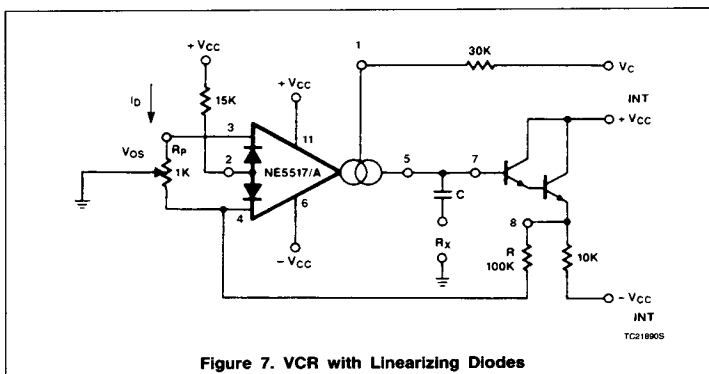 1
30K
VC
+VCC
ID
15K
+VCC
INT
+VCC
3
11
VOS
RP
1K
2
NE5517/A
5
7
4
6
C
8
-VCC
RX
R
100K
10K
-VCC
INT
TC21890S
Figure 7. VCR with Linearizing Diodes